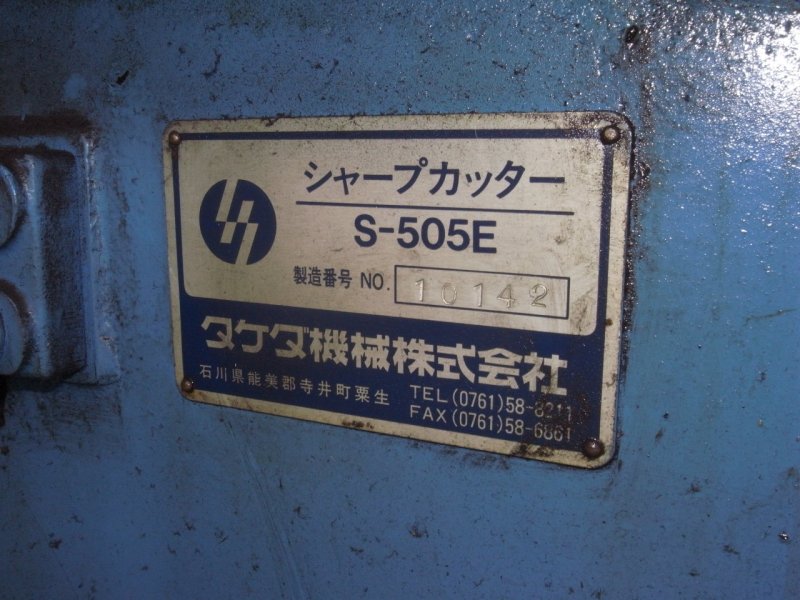 シャープカッター
S-505E
製造番号 NO. 10142
タケダ機械株式会社
石川県能美郡寺井町粟生
TEL(0761)58-8211
FAX(0761)58-6861